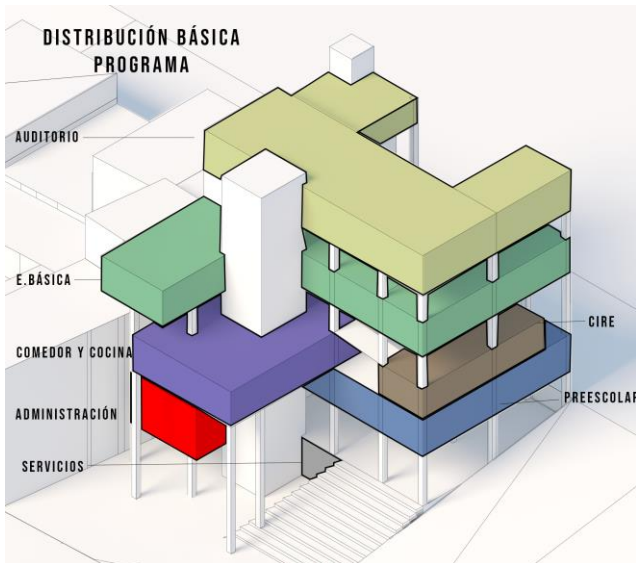 DISTRIBUCIÓN BÁSICA
PROGRAMA
AUDITORIO
E.BÁSICA
CIRE
COMEDOR Y COCINA
PREESCOLAR
ADMINISTRACIÓN
SERVICIOS